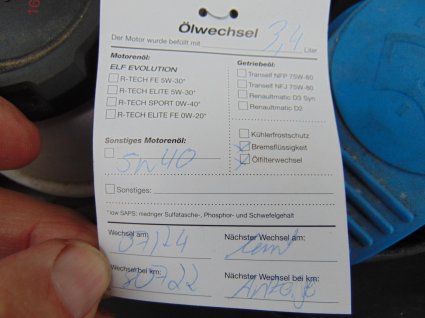 16
Ölwechsel
Der Motor wurde befüllt mit 3,4 Liter
Motorenöl:
ELF EVOLUTION
R-TECH FE 5W-30*
R-TECH ELITE 5W-30*
R-TECH SPORT 0W-40*
R-TECH ELITE FE 0W-20*
Getriebeöl:
Tranself NFP 75W-80
Tranself NFJ 75W-80
Renaultmatic D3 Syn
Renaultmatic D2
Kühlerfrostschutz
Bremsflüssigkeit
Ölfilterwechsel
Sonstiges Motorenöl:
5W40
Sonstiges:
*low SAPS: niedriger Sulfatasche-, Phosphor- und Schwefelgehalt
Wechsel am: 07/24
Nächster Wechsel am:
Wechsel bei km: 80722
Nächster Wechsel bei km: Anzeige